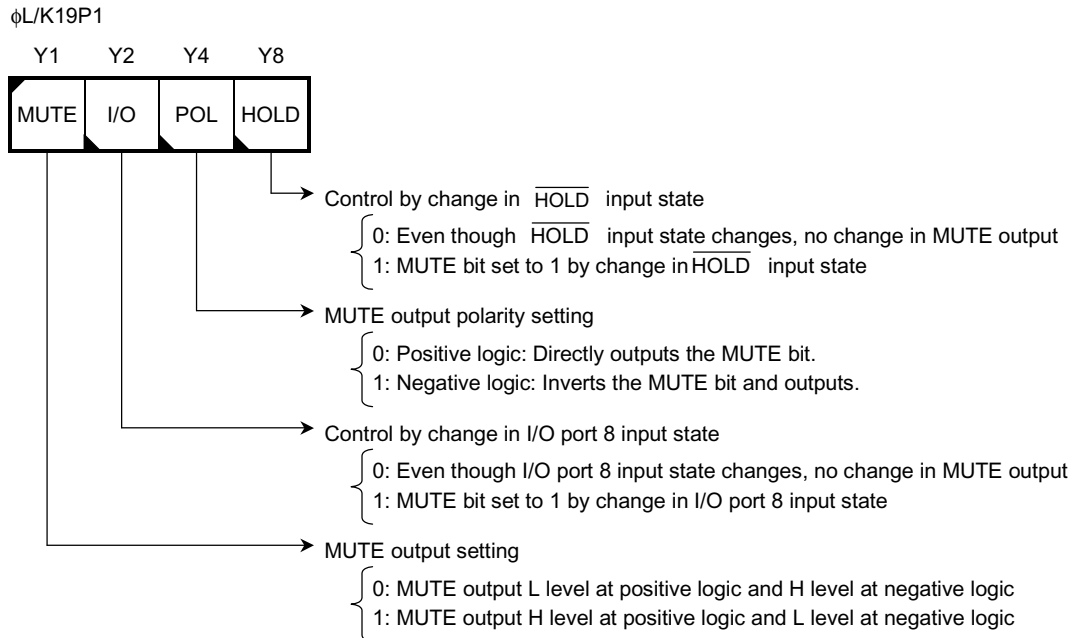 ϕL/K19P1
Y1 Y2 Y4 Y8
MUTE I/O POL HOLD
Control by change in HOLD input state
0: Even though HOLD input state changes, no change in MUTE output
1: MUTE bit set to 1 by change in HOLD input state
MUTE output polarity setting
0: Positive logic: Directly outputs the MUTE bit.
1: Negative logic: Inverts the MUTE bit and outputs.
Control by change in I/O port 8 input state
0: Even though I/O port 8 input state changes, no change in MUTE output
1: MUTE bit set to 1 by change in I/O port 8 input state
MUTE output setting
0: MUTE output L level at positive logic and H level at negative logic
1: MUTE output H level at positive logic and L level at negative logic